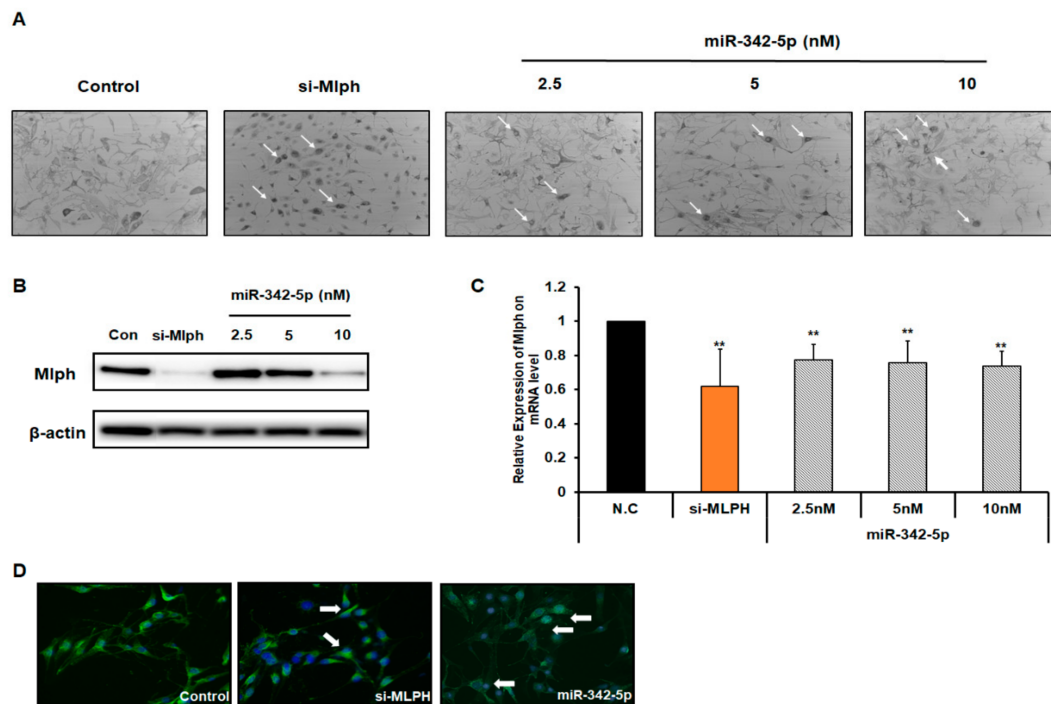 A
miR-342-5p (nM)
Control
si-Mlph
2.5
5
10
B
miR-342-5p (nM)
Con
si-Mlph
2.5
5
10
Mlph
β-actin
C
Relative Expression of Mlph on
mRNA level
1.2
1
0.8
0.6
0.4
0.2
0
**
**
**
**
N.C
si-MLPH
2.5nM
5nM
10nM
miR-342-5p
D
Control
si-MLPH
miR-342-5p